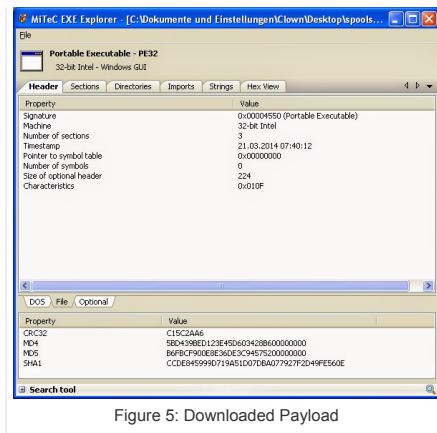 MiTeC EXE Explorer - [C:\Dokumente und Einstellungen\Clown\Desktop\spools...
File
Portable Executable - PE32
32-bit Intel - Windows GUI
Header Sections Directories Imports Strings Hex View
Property Value
Signature 0x00004550 (Portable Executable)
Machine 32-bit Intel
Number of sections 3
Timestamp 21.03.2014 07:40:12
Pointer to symbol table 0x00000000
Number of symbols 0
Size of optional header 224
Characteristics 0x010F
DOS File Optional
Property Value
CRC32 C15C2AA6
MD4 5BD439BED123E45D603428B600000000
MD5 B6FBCF900E8E36DE3C94575200000000
SHA1 CCDE845999D719A51D07DBA077927F2D49FE560E
Search tool
Figure 5: Downloaded Payload